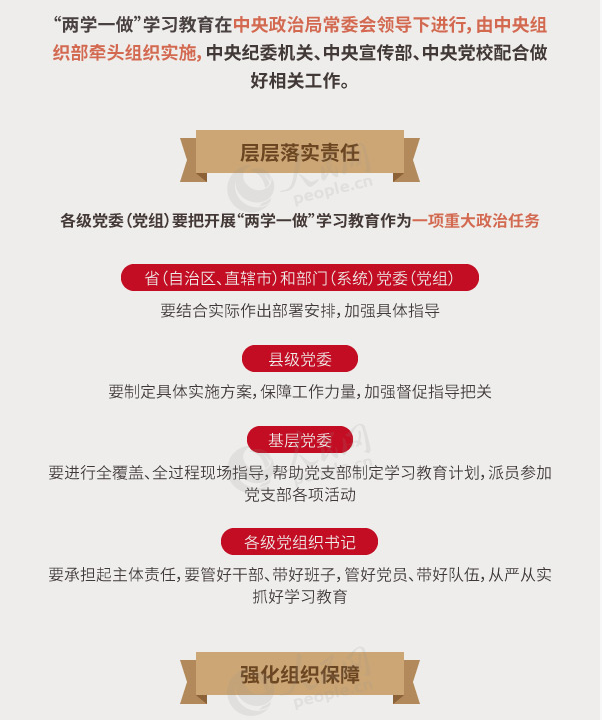 “两学一做”学习教育在中央政治局常委会领导下进行，由中央组
织部牵头组织实施，中央纪委机关、中央宣传部、中央党校配合做
好相关工作。
层层落实责任
人民网
people.cn
各级党委（党组）要把开展“两学一做”学习教育作为一项重大政治任务
省（自治区、直辖市）和部门（系统）党委（党组）
要结合实际作出部署安排，加强具体指导
县级党委
要制定具体实施方案，保障工作力量，加强督促指导把关
基层党委
要进行全覆盖、全过程现场指导，帮助党支部制定学习教育计划，派员参加
党支部各项活动
各级党组织书记
要承担起主体责任，要管好干部、带好班子，管好党员、带好队伍，从严从实
抓好学习教育
强化组织保障
people.cn